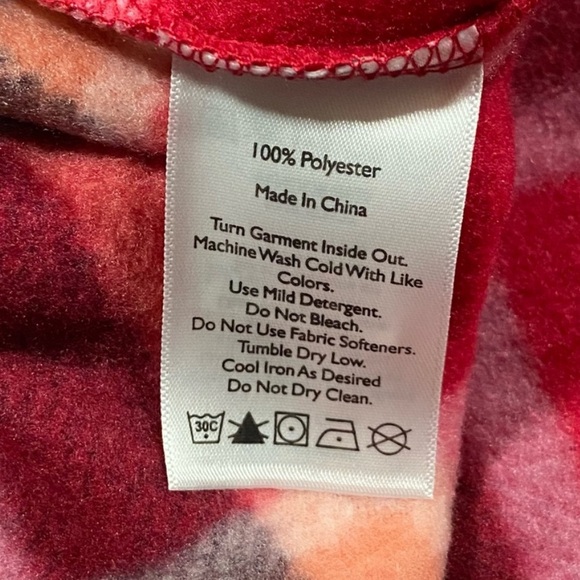 100% Polyester
Made In China
Turn Garment Inside Out.
Machine Wash Cold With Like
Colors.
Use Mild Detergent.
Do Not Bleach.
Do Not Use Fabric Softeners.
Tumble Dry Low.
Cool Iron As Desired
Do Not Dry Clean.
30C